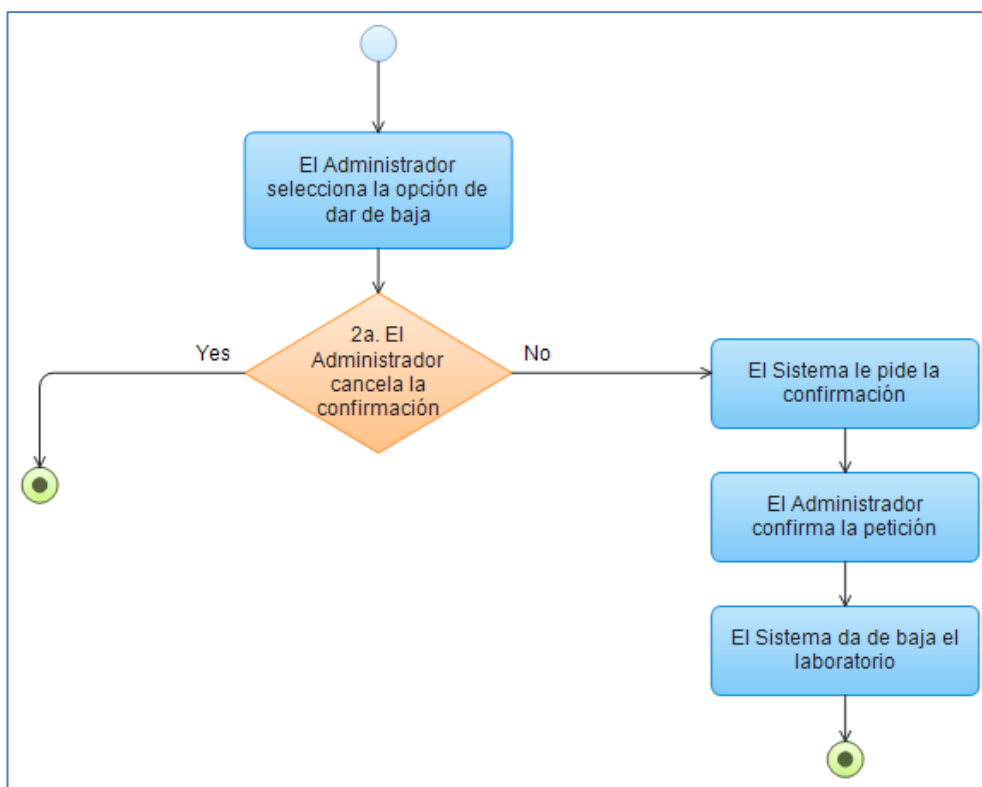 El Administrador
selecciona la opción de
dar de baja
2a. El
Administrador
cancela la
confirmación
Yes
No
El Sistema le pide la
confirmación
El Administrador
confirma la petición
El Sistema da de baja el
laboratorio